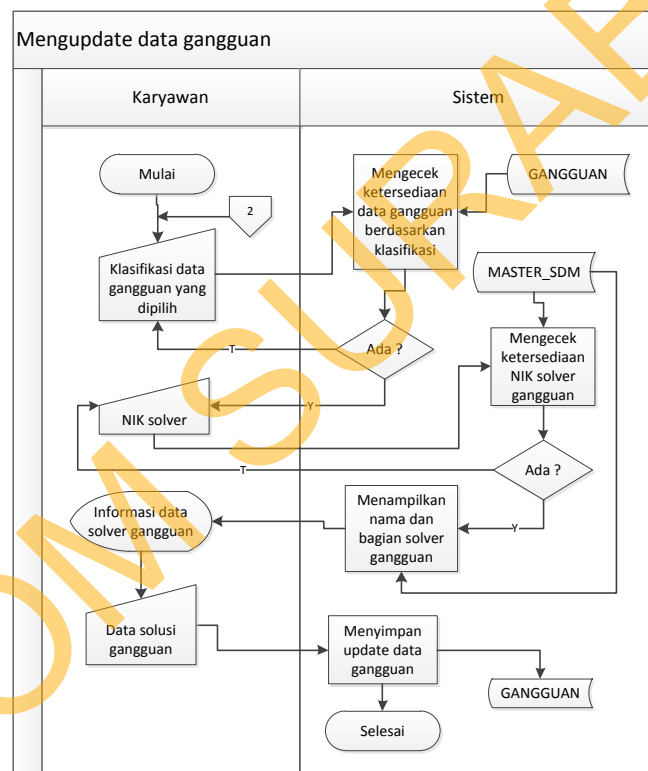 Mengupdate data gangguan
Karyawan
Sistem
Mulai
2
Klasifikasi data
gangguan yang
dipilih
Mengecek
ketersediaan
data gangguan
berdasarkan
klasifikasi
GANGGUAN
MASTER_SDM
Ada ?
T
Y
Mengecek
ketersediaan
NIK solver
gangguan
NIK solver
Ada ?
T
Y
Informasi data
solver gangguan
Menampilkan
nama dan
bagian solver
gangguan
Data solusi
gangguan
Menyimpan
update data
gangguan
GANGGUAN
Selesai
OM SURAB